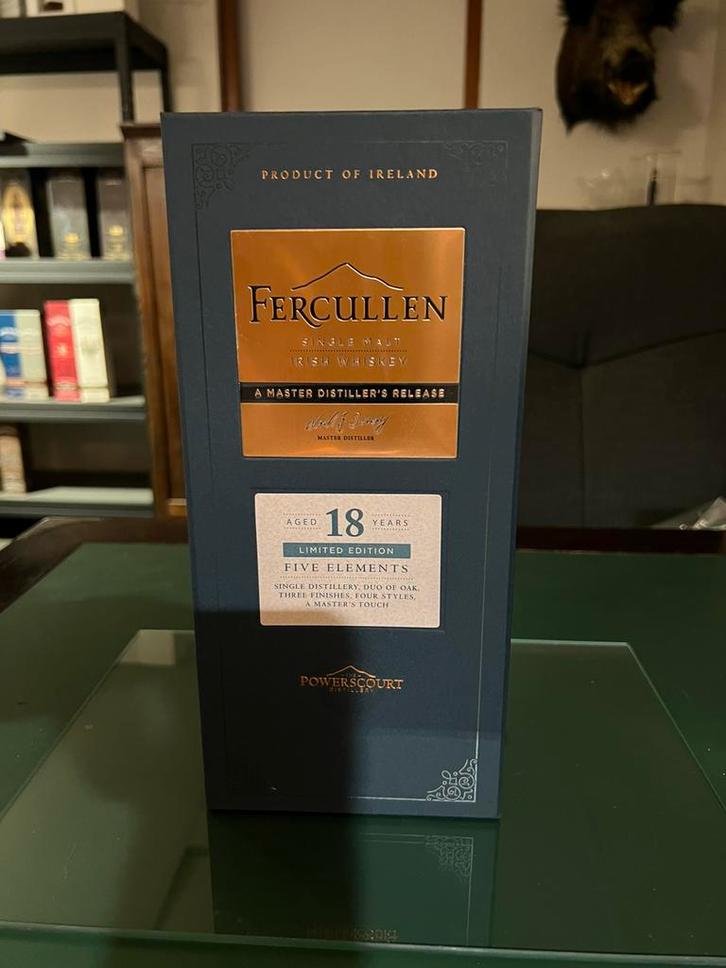 PRODUCT OF IRELAND
FERCULLEN
SINGLE MALT
IRISH WHISKEY
A MASTER DISTILLER'S RELEASE
MASTER DISTILLER
AGED 18 YEARS
LIMITED EDITION
FIVE ELEMENTS
SINGLE DISTILLERY, DUO OF OAK,
THREE FINISHES, FOUR STYLES,
A MASTER'S TOUCH
POWERSCOURT
DISTILLERY